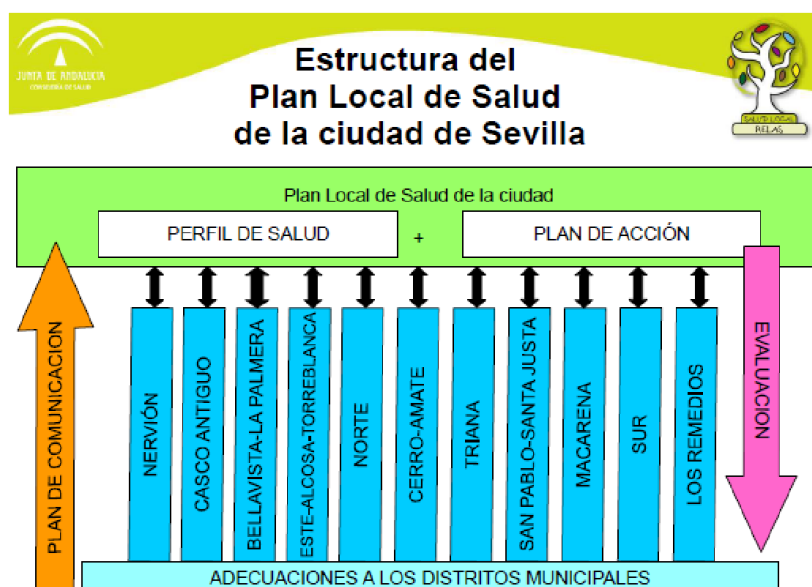 JUNTA DE ANDALUCIA
CONSEJERIA DE SALUD
Estructura del
Plan Local de Salud
de la ciudad de Sevilla
SALUD LOCAL
RELAS
Plan Local de Salud de la ciudad
PERFIL DE SALUD
+
PLAN DE ACCIÓN
PLAN DE COMUNICACION
NERVIÓN
CASCO ANTIGUO
BELLAVISTA-LA PALMERA
ESTE-ALCOSA-TORREBLANCA
NORTE
CERRO-AMATE
TRIANA
SAN PABLO-SANTA JUSTA
MACARENA
SUR
LOS REMEDIOS
EVALUACION
ADECUACIONES A LOS DISTRITOS MUNICIPALES